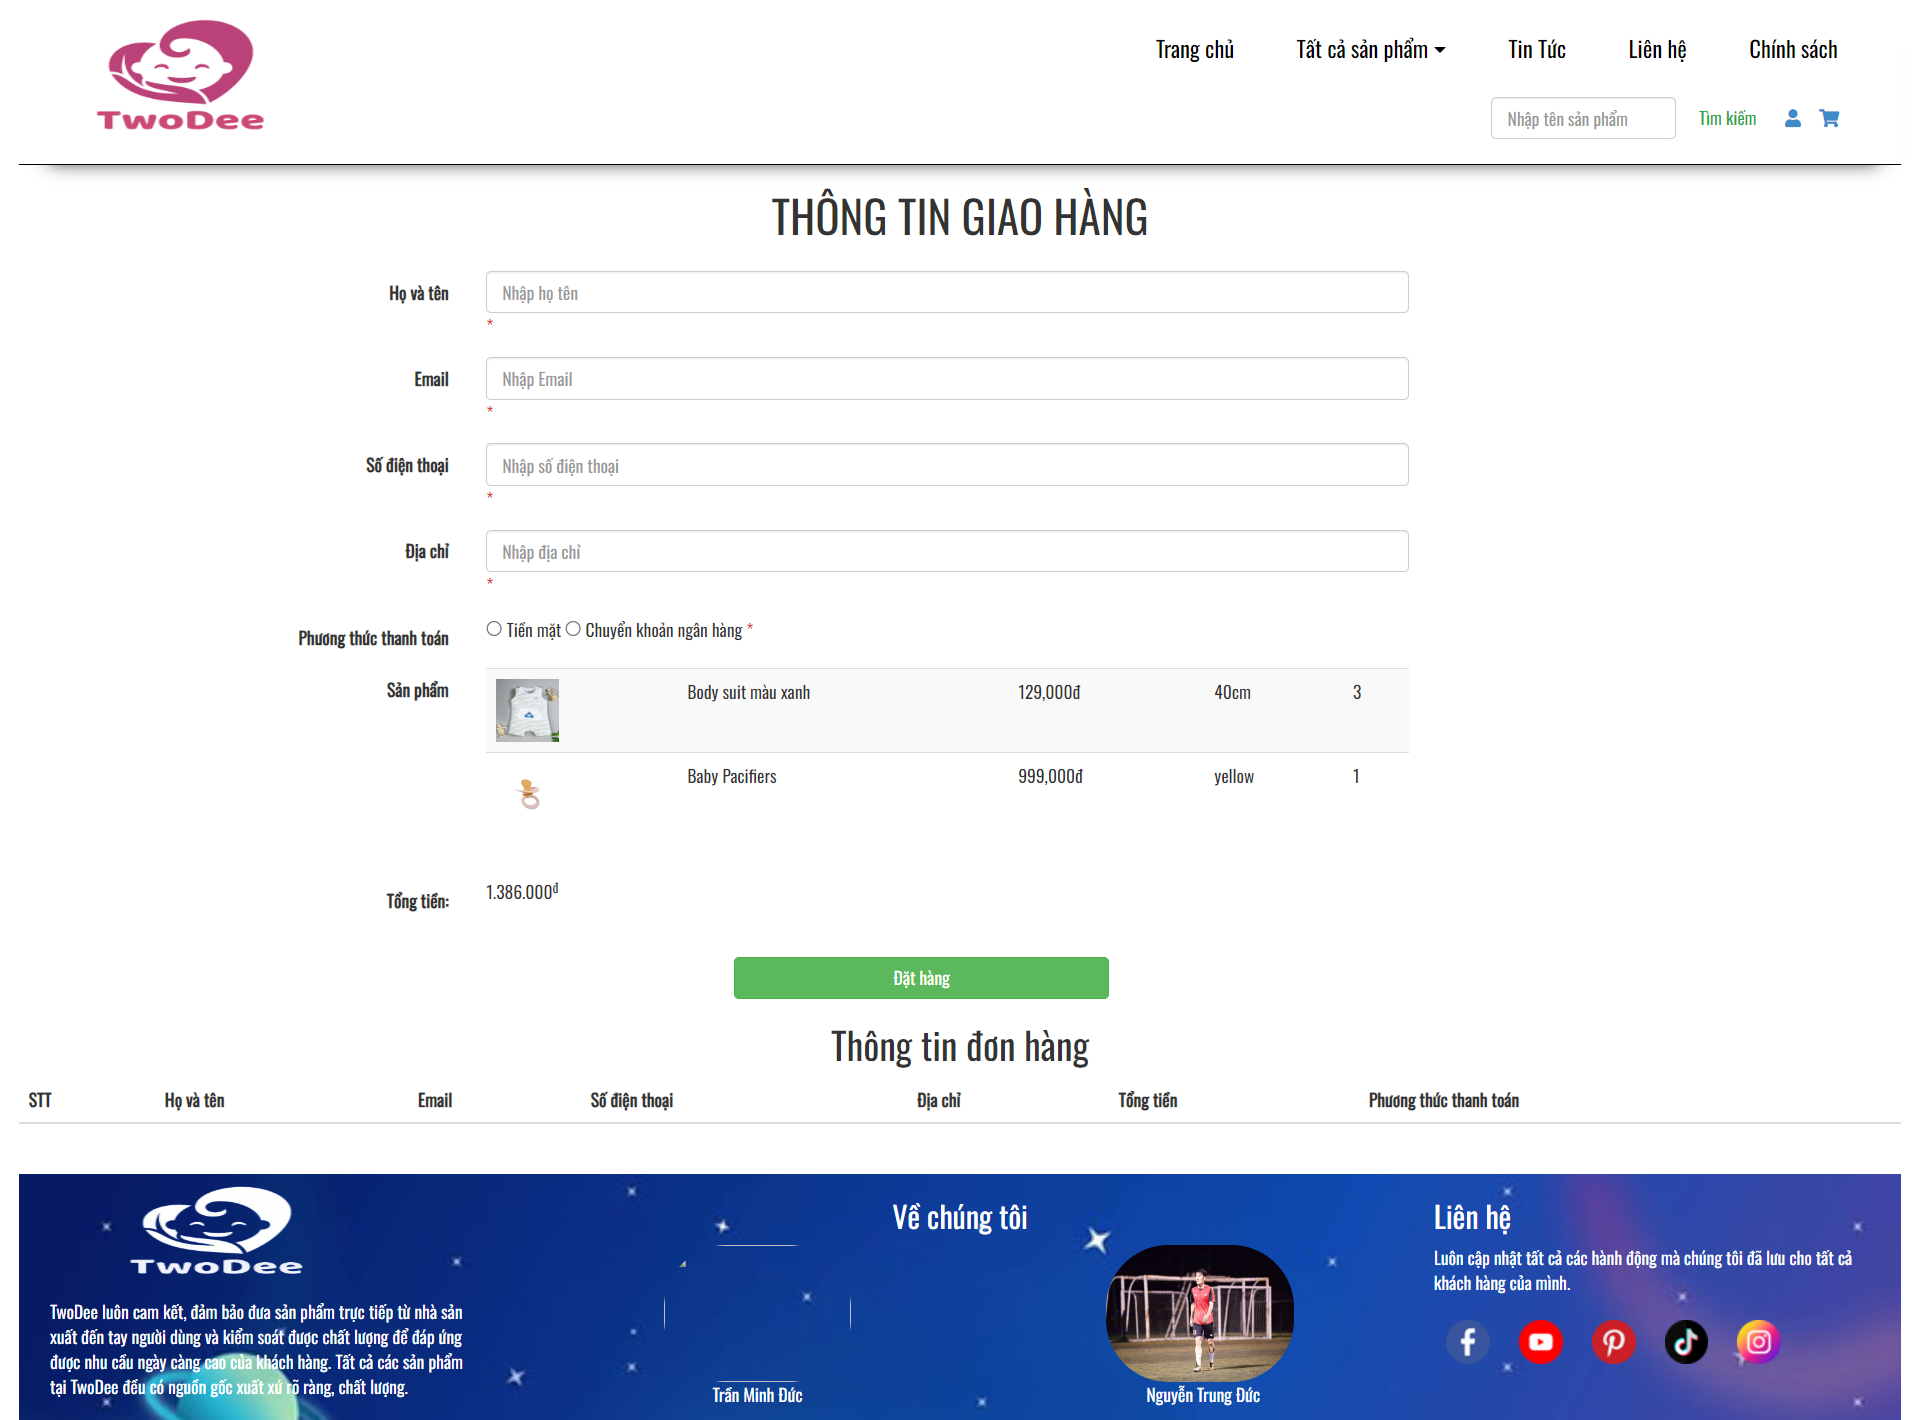 TwoDee
Trang chủ Tất cả sản phẩm Tin Tức Liên hệ Chính sách
Nhập tên sản phẩm Tìm kiếm
THÔNG TIN GIAO HÀNG
Họ và tên Nhập họ tên
*
Email Nhập Email
*
Số điện thoại Nhập số điện thoại
*
Địa chỉ Nhập địa chỉ
*
Phương thức thanh toán Tiền mặt Chuyển khoản ngân hàng *
Sản phẩm Body suit màu xanh 129,000đ 40cm 3
Baby Pacifiers 999,000đ yellow 1
Tổng tiền: 1.386.000đ
Đặt hàng
Thông tin đơn hàng
STT Họ và tên Email Số điện thoại Địa chỉ Tổng tiền Phương thức thanh toán
TwoDee
TwoDee luôn cam kết, đảm bảo đưa sản phẩm trực tiếp từ nhà sản
xuất đến tay người dùng và kiểm soát được chất lượng để đáp ứng
được nhu cầu ngày càng cao của khách hàng. Tất cả các sản phẩm
tại TwoDee đều có nguồn gốc xuất xứ rõ ràng, chất lượng.
Về chúng tôi
Trần Minh Đức Nguyễn Trung Đức
Liên hệ
Luôn cập nhật tất cả các hành động mà chúng tôi đã lưu cho tất cả
khách hàng của mình.